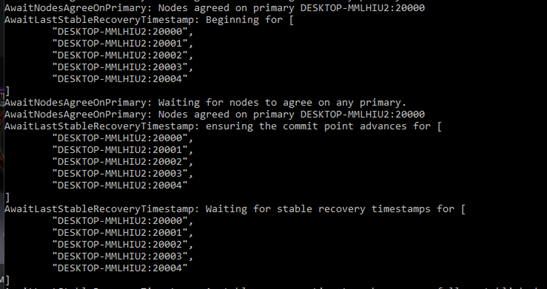 AwaitNodesAgreeOnPrimary: Nodes agreed on primary DESKTOP-MMLHIU2:20000
AwaitLastStableRecoveryTimestamp: Beginning for [
"DESKTOP-MMLHIU2:20000",
"DESKTOP-MMLHIU2:20001",
"DESKTOP-MMLHIU2:20002",
"DESKTOP-MMLHIU2:20003",
"DESKTOP-MMLHIU2:20004"
]
AwaitNodesAgreeOnPrimary: Waiting for nodes to agree on any primary.
AwaitNodesAgreeOnPrimary: Nodes agreed on primary DESKTOP-MMLHIU2:20000
AwaitLastStableRecoveryTimestamp: ensuring the commit point advances for [
"DESKTOP-MMLHIU2:20000",
"DESKTOP-MMLHIU2:20001",
"DESKTOP-MMLHIU2:20002",
"DESKTOP-MMLHIU2:20003",
"DESKTOP-MMLHIU2:20004"
]
AwaitLastStableRecoveryTimestamp: Waiting for stable recovery timestamps for [
"DESKTOP-MMLHIU2:20000",
"DESKTOP-MMLHIU2:20001",
"DESKTOP-MMLHIU2:20002",
"DESKTOP-MMLHIU2:20003",
"DESKTOP-MMLHIU2:20004"
]